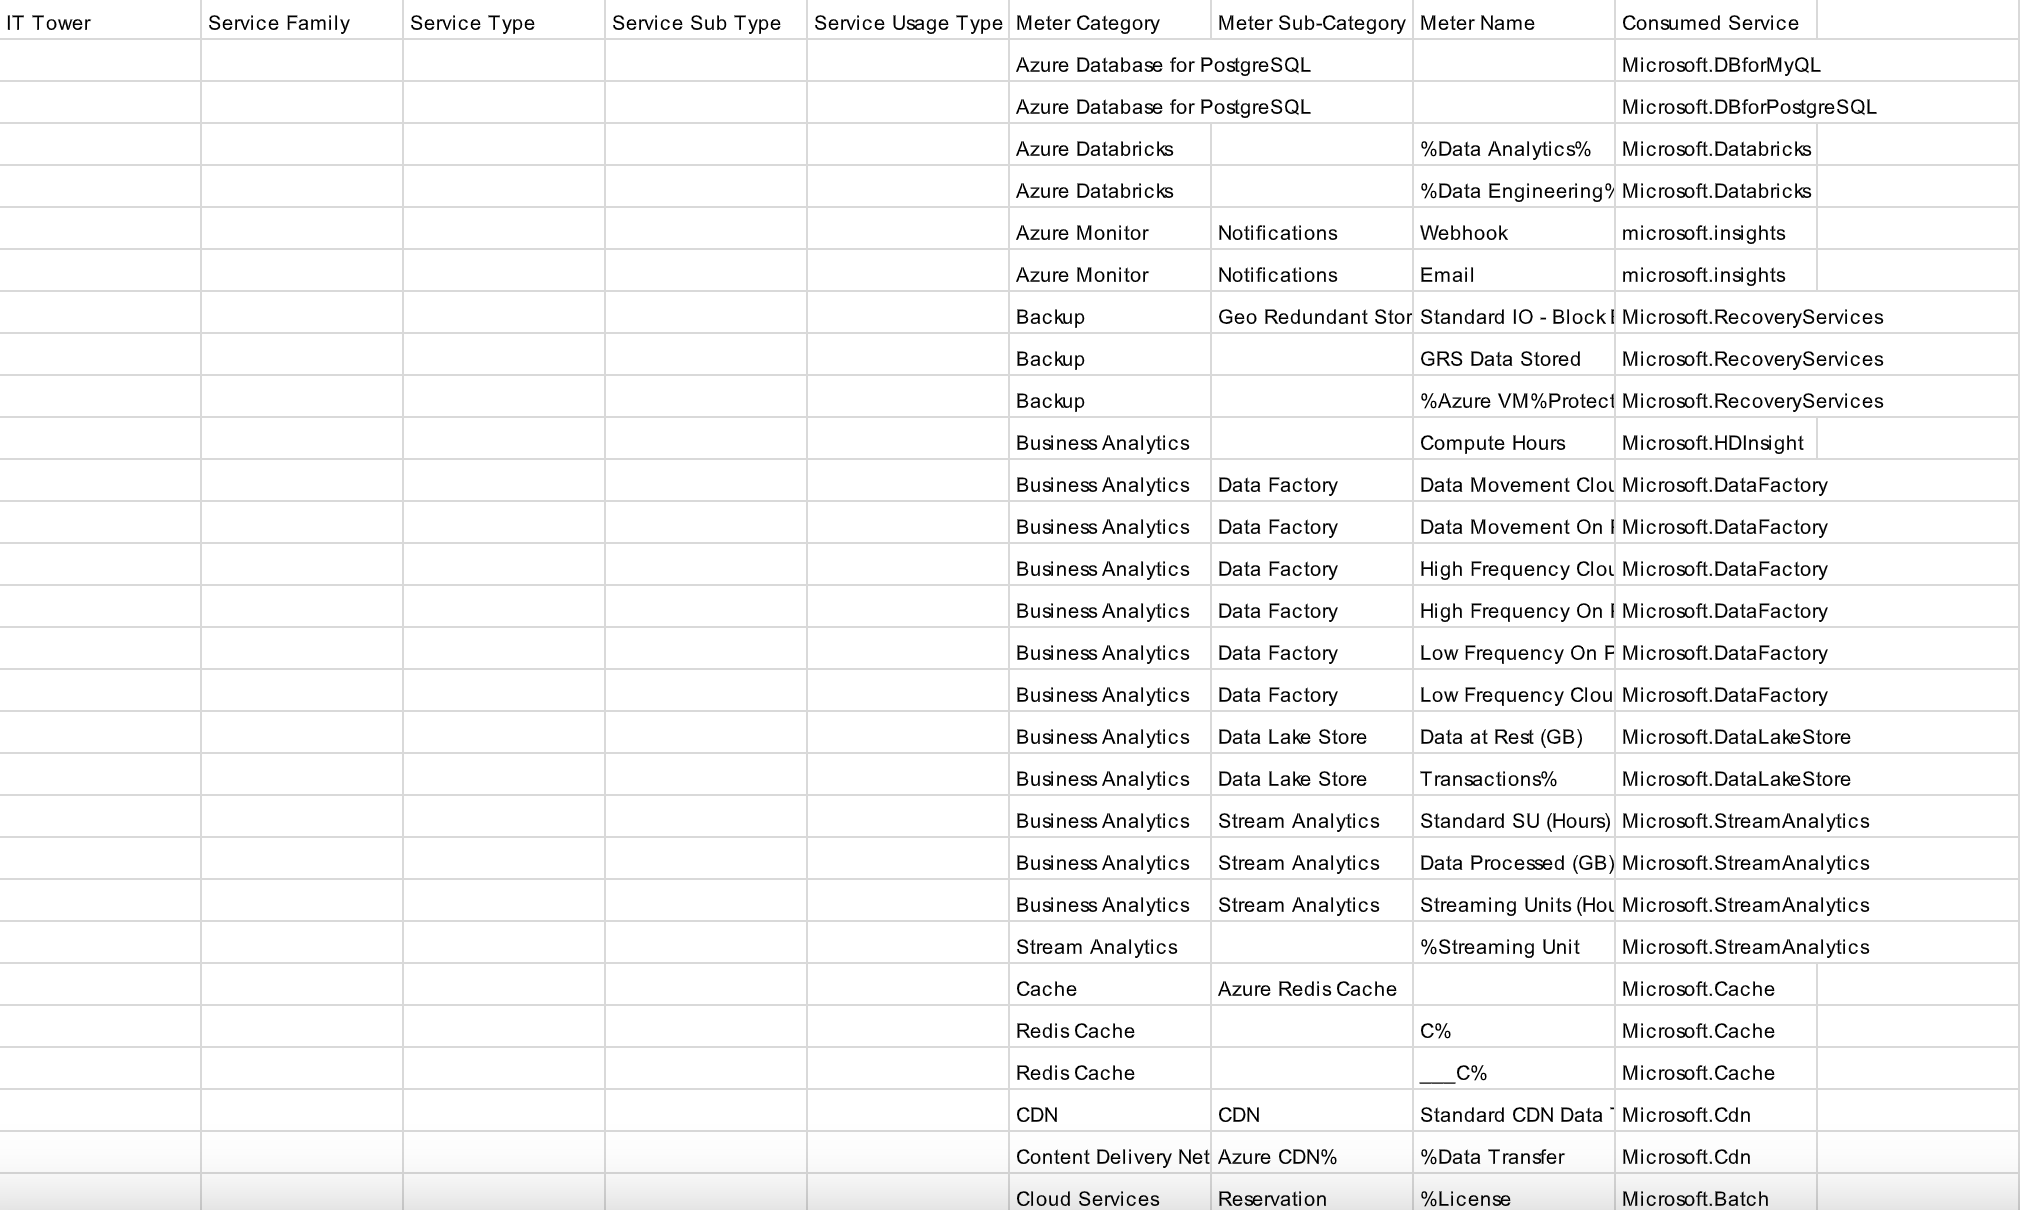 IT Tower Service Family Service Type Service Sub Type Service Usage Type Meter Category Meter Sub-Category Meter Name Consumed Service
Azure Database for PostgreSQL Microsoft.DBforMyQL
Azure Database for PostgreSQL Microsoft.DBforPostgreSQL
Azure Databricks %Data Analytics% Microsoft.Databricks
Azure Databricks %Data Engineering% Microsoft.Databricks
Azure Monitor Notifications Webhook microsoft.insights
Azure Monitor Notifications Email microsoft.insights
Backup Geo Redundant Stor Standard IO - Block Microsoft.RecoveryServices
Backup GRS Data Stored Microsoft.RecoveryServices
Backup %Azure VM%Protect Microsoft.RecoveryServices
Business Analytics Compute Hours Microsoft.HDInsight
Business Analytics Data Factory Data Movement Clou Microsoft.DataFactory
Business Analytics Data Factory Data Movement On Microsoft.DataFactory
Business Analytics Data Factory High Frequency Clou Microsoft.DataFactory
Business Analytics Data Factory High Frequency On Microsoft.DataFactory
Business Analytics Data Factory Low Frequency On P Microsoft.DataFactory
Business Analytics Data Factory Low Frequency Clou Microsoft.DataFactory
Business Analytics Data Lake Store Data at Rest (GB) Microsoft.DataLakeStore
Business Analytics Data Lake Store Transactions% Microsoft.DataLakeStore
Business Analytics Stream Analytics Standard SU (Hours) Microsoft.StreamAnalytics
Business Analytics Stream Analytics Data Processed (GB) Microsoft.StreamAnalytics
Business Analytics Stream Analytics Streaming Units (Hou Microsoft.StreamAnalytics
Stream Analytics %Streaming Unit Microsoft.StreamAnalytics
Cache Azure Redis Cache Microsoft.Cache
Redis Cache C% Microsoft.Cache
Redis Cache ___C% Microsoft.Cache
CDN CDN Standard CDN Data Microsoft.Cdn
Content Delivery Net Azure CDN% %Data Transfer Microsoft.Cdn
Cloud Services Reservation %License Microsoft.Batch